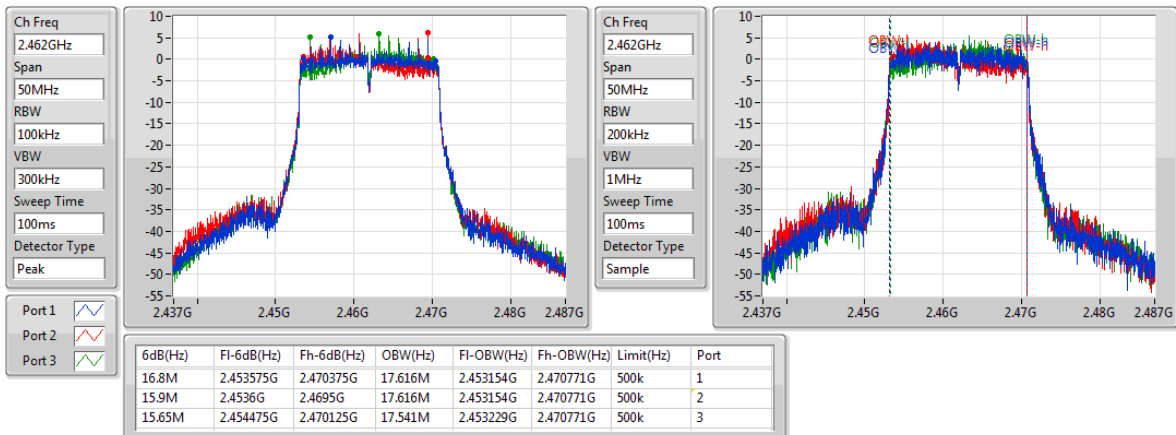 Ch Freq
2.462GHz
Span
50MHz
RBW
100kHz
VBW
300kHz
Sweep Time
100ms
Detector Type
Peak
10
5
0
-5
-10
-15
-20
-25
-30
-35
-40
-45
-50
-55
2.437G 2.45G 2.46G 2.47G 2.48G 2.487G
Port 1
Port 2
Port 3
Ch Freq
2.462GHz
Span
50MHz
RBW
200kHz
VBW
1MHz
Sweep Time
100ms
Detector Type
Sample
10
5
0
-5
-10
-15
-20
-25
-30
-35
-40
-45
-50
-55
OBW-h
2.437G 2.45G 2.46G 2.47G 2.48G 2.487G
6dB(Hz) Fl-6dB(Hz) Fh-6dB(Hz) OBW(Hz) Fl-OBW(Hz) Fh-OBW(Hz) Limit(Hz) Port
16.8M 2.453575G 2.470375G 17.616M 2.453154G 2.470771G 500k 1
15.9M 2.4536G 2.4695G 17.616M 2.453154G 2.470771G 500k 2
15.65M 2.454475G 2.470125G 17.541M 2.453229G 2.470771G 500k 3